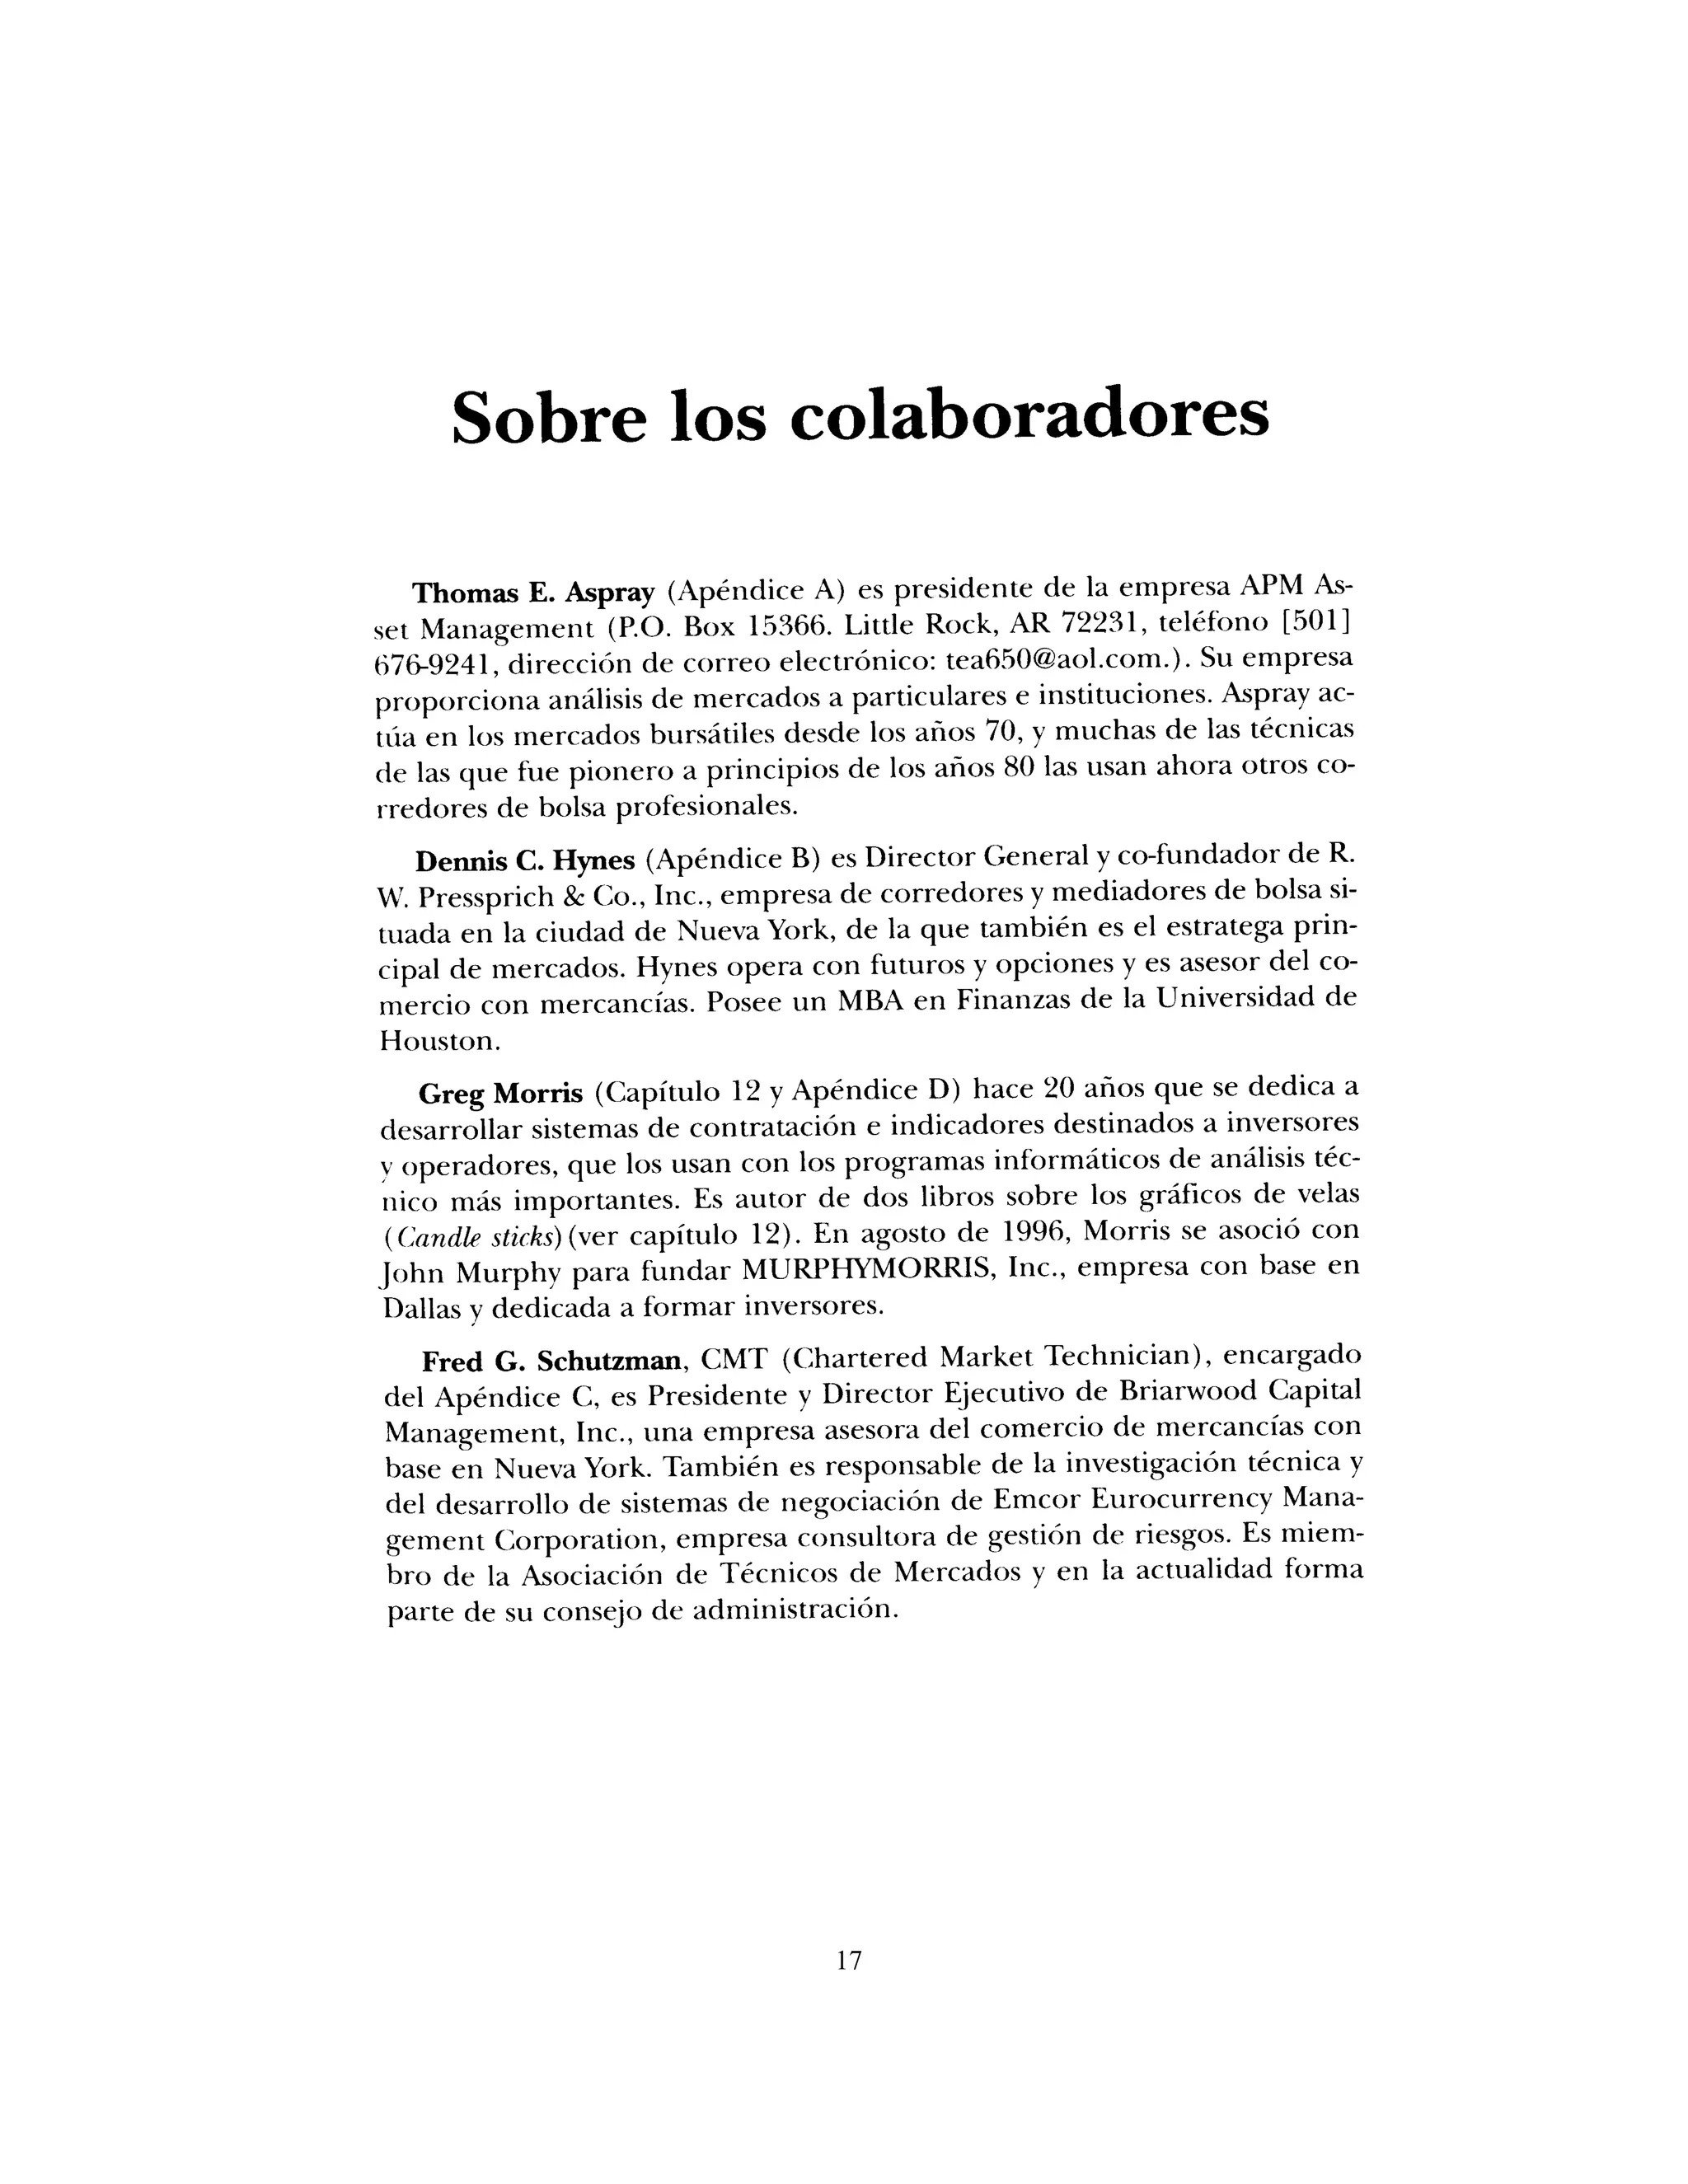 Sobre los colaboradores
Thomas E. Aspray (Apéndice A) es presidente de la empresa APM As-
set Management (P.O. Box 15366. Little Rock, AR 72231, teléfono [501]
676-9241, dirección de correo electrónico: tea650@aol.com.). Su empresa
proporciona análisis de mercados a particulares e instituciones. Aspray ac-
túa en los mercados bursátiles desde los años 70, y muchas de las técnicas
de las que fue pionero a principios de los años 80 las usan ahora otros co-
rredores de bolsa profesionales.
Dennis C. Hynes (Apéndice B) es Director General y co-fundador de R.
W. Pressprich & Co., Inc., empresa de corredores y mediadores de bolsa si-
tuada en la ciudad de Nueva York, de la que también es el estratega prin-
cipal de mercados. Hynes opera con futuros y opciones y es asesor del co-
mercio con mercancías. Posee un MBA en Finanzas de la Universidad de
Houston.
Greg Morris (Capítulo 12 y Apéndice D) hace 20 años que se dedica a
desarrollar sistemas de contratación e indicadores destinados a inversores
y operadores, que los usan con los programas informáticos de análisis téc-
nico más importantes. Es autor de dos libros sobre los gráficos de velas
(Candle sticks) (ver capítulo 12). En agosto de 1996, Morris se asoció con
John Murphy para fundar MURPHYMORRIS, Inc., empresa con base en
Dallas y dedicada a formar inversores.
Fred G. Schutzman, CMT (Chartered Market Technician), encargado
del Apéndice C, es Presidente y Director Ejecutivo de Briarwood Capital
Management, Inc., una empresa asesora del comercio de mercancías con
base en Nueva York. También es responsable de la investigación técnica y
del desarrollo de sistemas de negociación de Emcor Eurocurrency Mana-
gement Corporation, empresa consultora de gestión de riesgos. Es miem-
bro de la Asociación de Técnicos de Mercados y en la actualidad forma
parte de su consejo de administración.
17